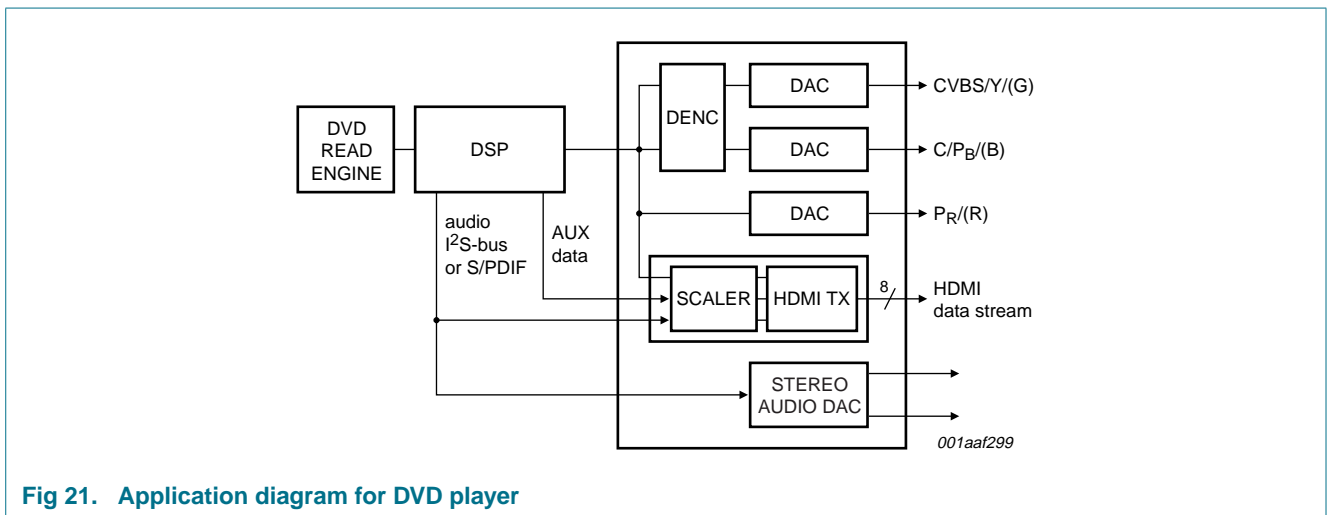 DVD
READ
ENGINE
DSP
audio
I²S-bus
or S/PDIF
AUX
data
DENC
DAC
CVBS/Y/(G)
DAC
C/PB/(B)
DAC
PR/(R)
SCALER
HDMI TX
8
HDMI
data stream
STEREO
AUDIO DAC
001aaf299
Fig 21. Application diagram for DVD player